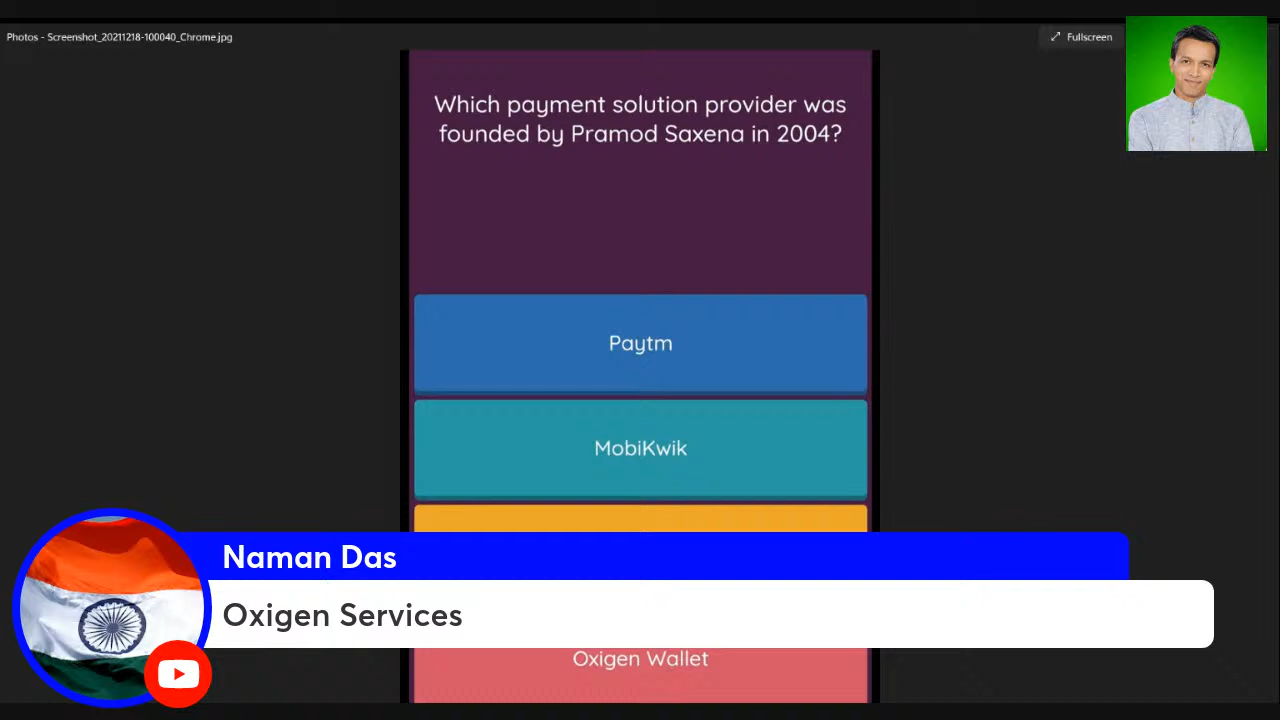 Photos - Screenshot_20211218-100040_Chrome.jpg
Fullscreen
Which payment solution provider was
founded by Pramod Saxena in 2004?
Paytm
MobiKwik
Naman Das
Oxigen Services
Oxigen Wallet